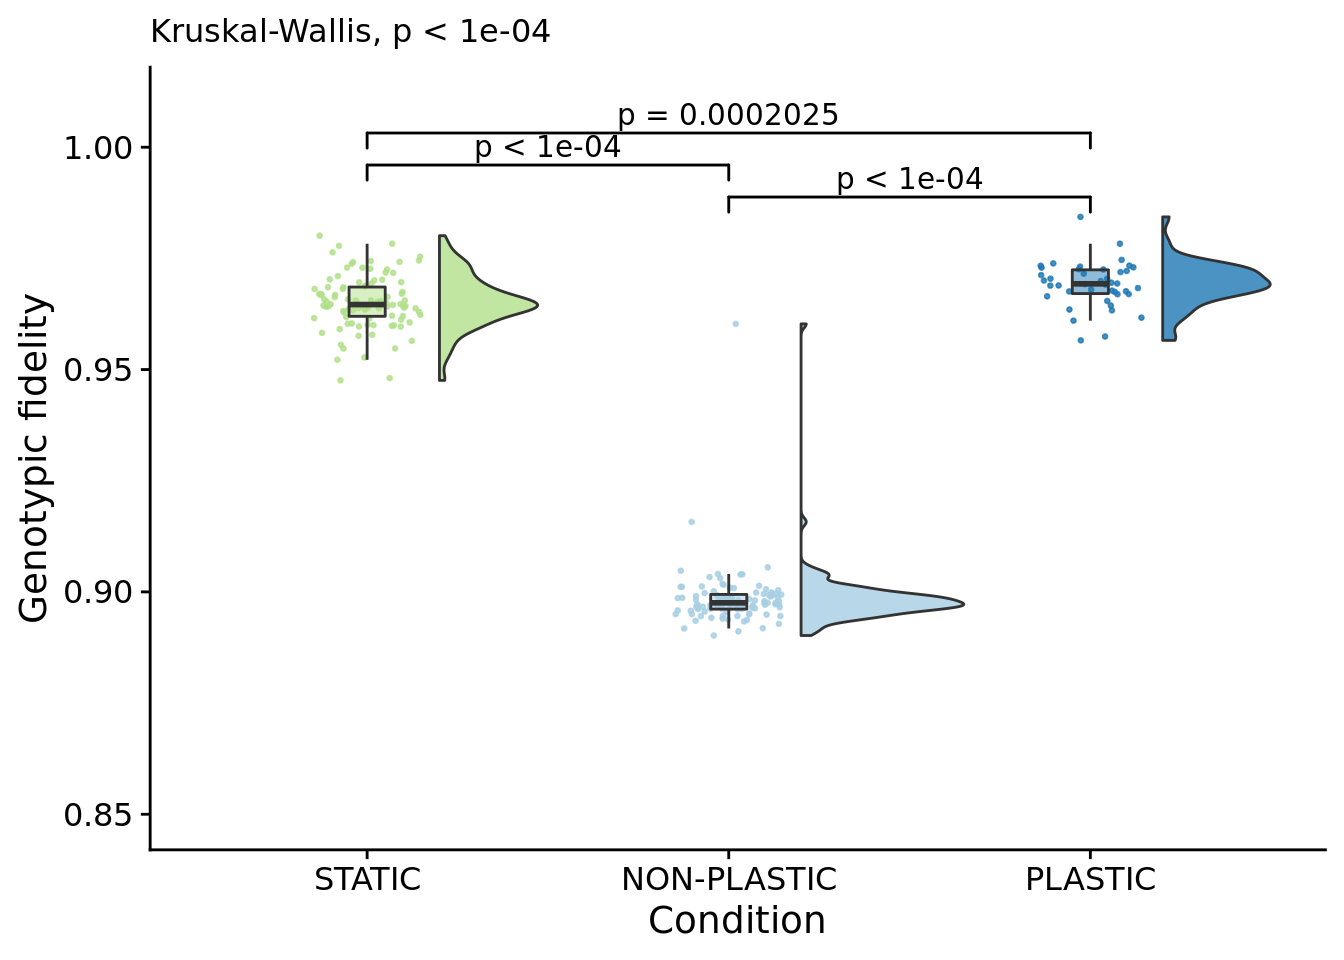 Kruskal-Wallis, p < 1e-04
p = 0.0002025
p < 1e-04
p < 1e-04
1.00
0.95
0.90
0.85
Genotypic fidelity
STATIC
NON-PLASTIC
PLASTIC
Condition